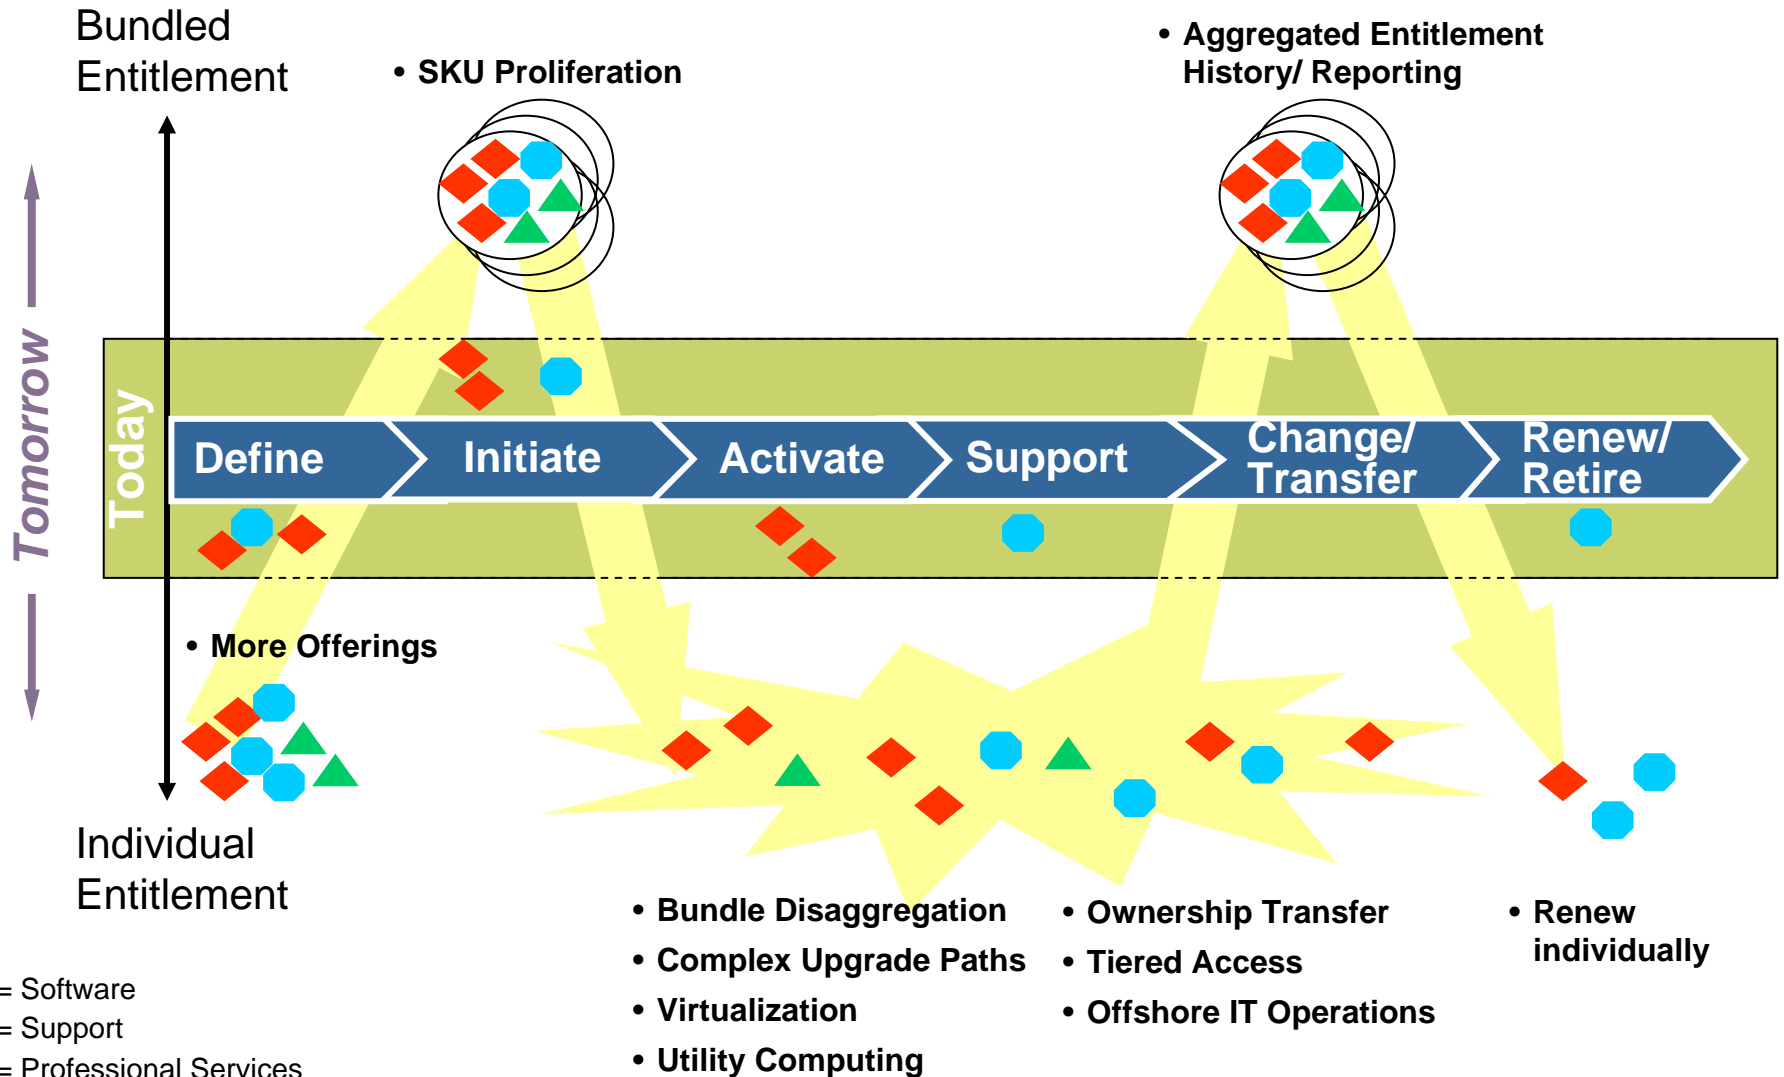 Bundled
Entitlement
• SKU Proliferation
• Aggregated Entitlement
History/ Reporting
Tomorrow
Today
Define
Initiate
Activate
Support
Change/
Transfer
Renew/
Retire
• More Offerings
Individual
Entitlement
• Bundle Disaggregation
• Complex Upgrade Paths
• Virtualization
• Utility Computing
• Ownership Transfer
• Tiered Access
• Offshore IT Operations
• Renew
individually
= Software
= Support
= Professional Services